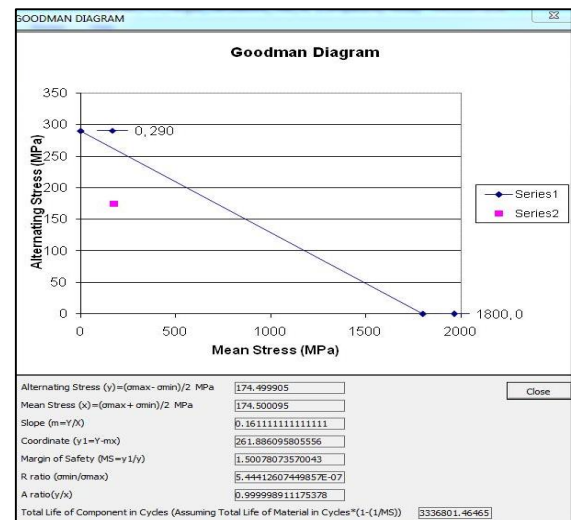 GOODMAN DIAGRAM
Goodman Diagram
350
300
250
200
150
100
50
0
0, 290
1800, 0
0 500 1000 1500 2000
Alternating Stress (MPa)
Mean Stress (MPa)
Series1
Series2
Alternating Stress (y)=(σmax- σmin)/2 MPa 174.499905
Close
Mean Stress (x)=(σmax+ σmin)/2 MPa 174.500095
Slope (m=Y/X) 0.161111111111111
Coordinate (y1=Y-mx) 261.886095805556
Margin of Safety (MS=y1/y) 1.50078073570043
R ratio (σmin/σmax) 5.44412607449857E-07
A ratio(y/x) 0.999998911175378
Total Life of Component in Cycles (Assuming Total Life of Material in Cycles*(1-(1/MS)) 3336801.46465